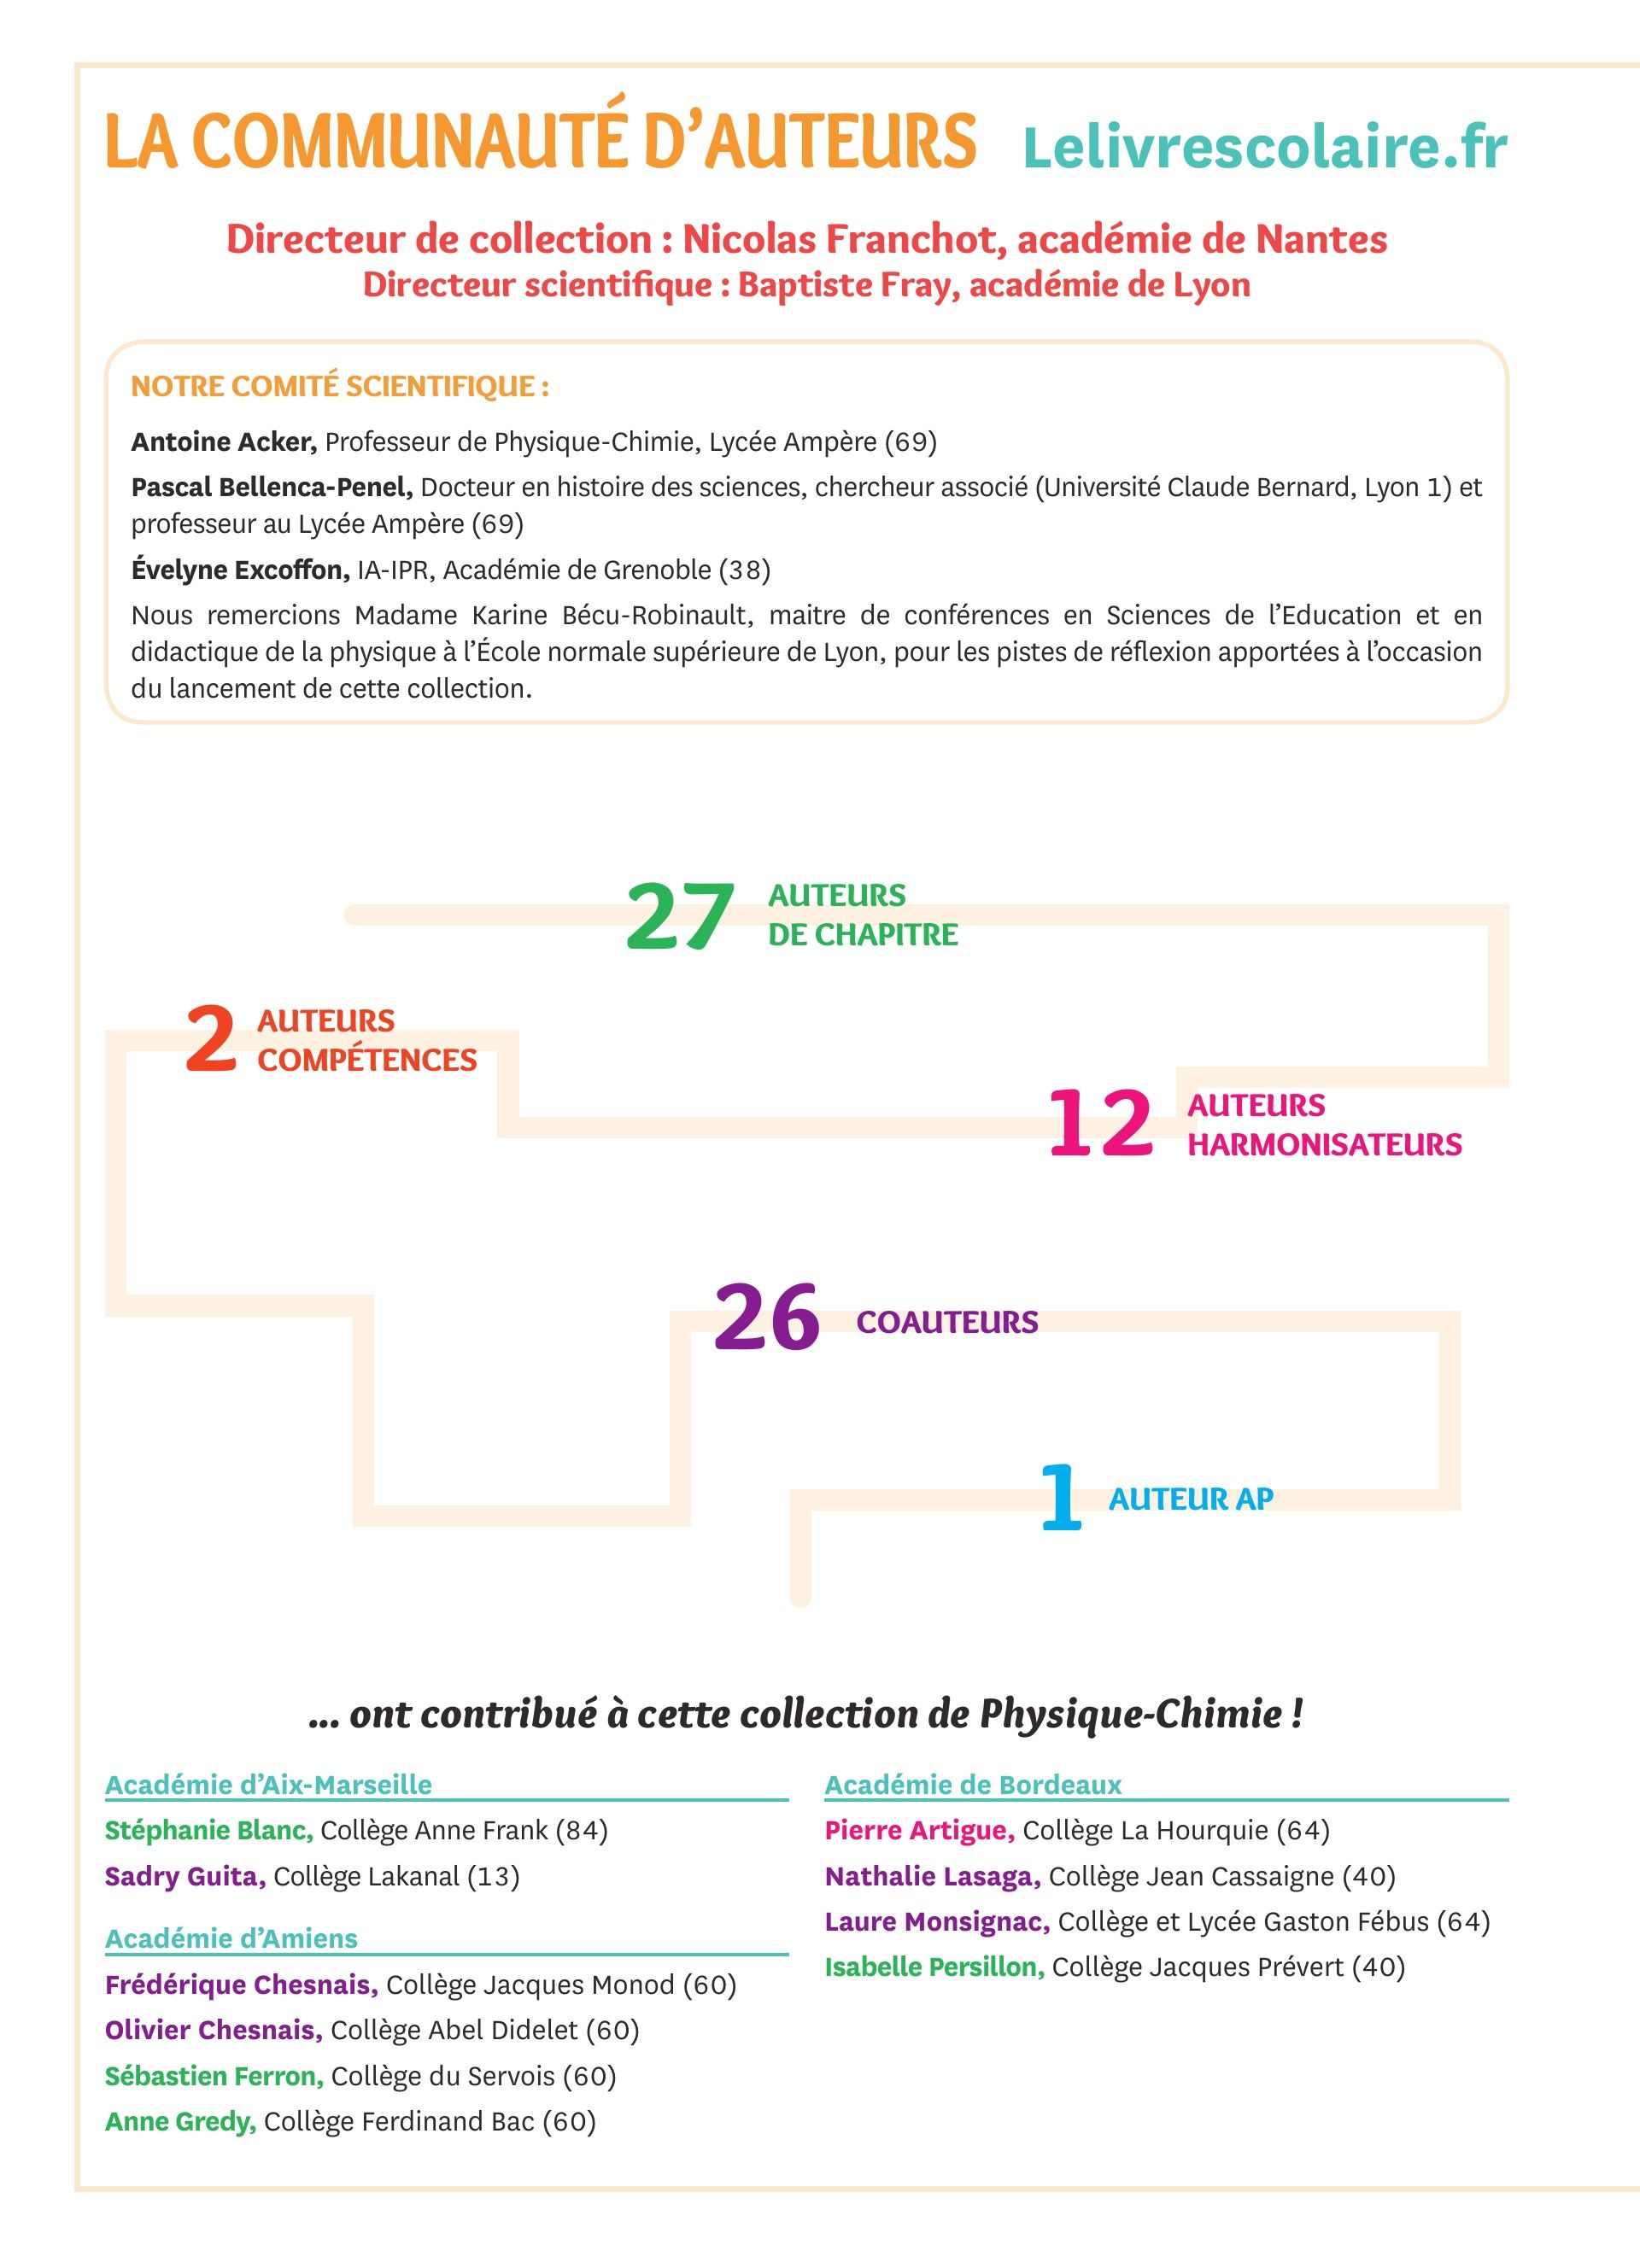 LA COMMUNAUTÉ D’AUTEURS Lelivrescolaire.fr
Directeur de collection : Nicolas Franchot, académie de Nantes
Directeur scientifique : Baptiste Fray, académie de Lyon
NOTRE COMITÉ SCIENTIFIQUE :
Antoine Acker, Professeur de Physique-Chimie, Lycée Ampère (69)
Pascal Bellenca-Penel, Docteur en histoire des sciences, chercheur associé (Université Claude Bernard, Lyon 1) et
professeur au Lycée Ampère (69)
Évelyne Excoffon, IA-IPR, Académie de Grenoble (38)
Nous remercions Madame Karine Bécu-Robinault, maitre de conférences en Sciences de l’Education et en
didactique de la physique à l’École normale supérieure de Lyon, pour les pistes de réflexion apportées à l’occasion
du lancement de cette collection.
27 AUTEURS
DE CHAPITRE
2 AUTEURS
COMPÉTENCES
12 AUTEURS
HARMONISATEURS
26 COAUTEURS
1 AUTEUR AP
... ont contribué à cette collection de Physique-Chimie !
Académie d’Aix-Marseille
Stéphanie Blanc, Collège Anne Frank (84)
Sadry Guita, Collège Lakanal (13)
Académie d’Amiens
Frédérique Chesnais, Collège Jacques Monod (60)
Olivier Chesnais, Collège Abel Didelet (60)
Sébastien Ferron, Collège du Servois (60)
Anne Gredy, Collège Ferdinand Bac (60)
Académie de Bordeaux
Pierre Artigue, Collège La Hourquie (64)
Nathalie Lasaga, Collège Jean Cassaigne (40)
Laure Monsignac, Collège et Lycée Gaston Fébus (64)
Isabelle Persillon, Collège Jacques Prévert (40)